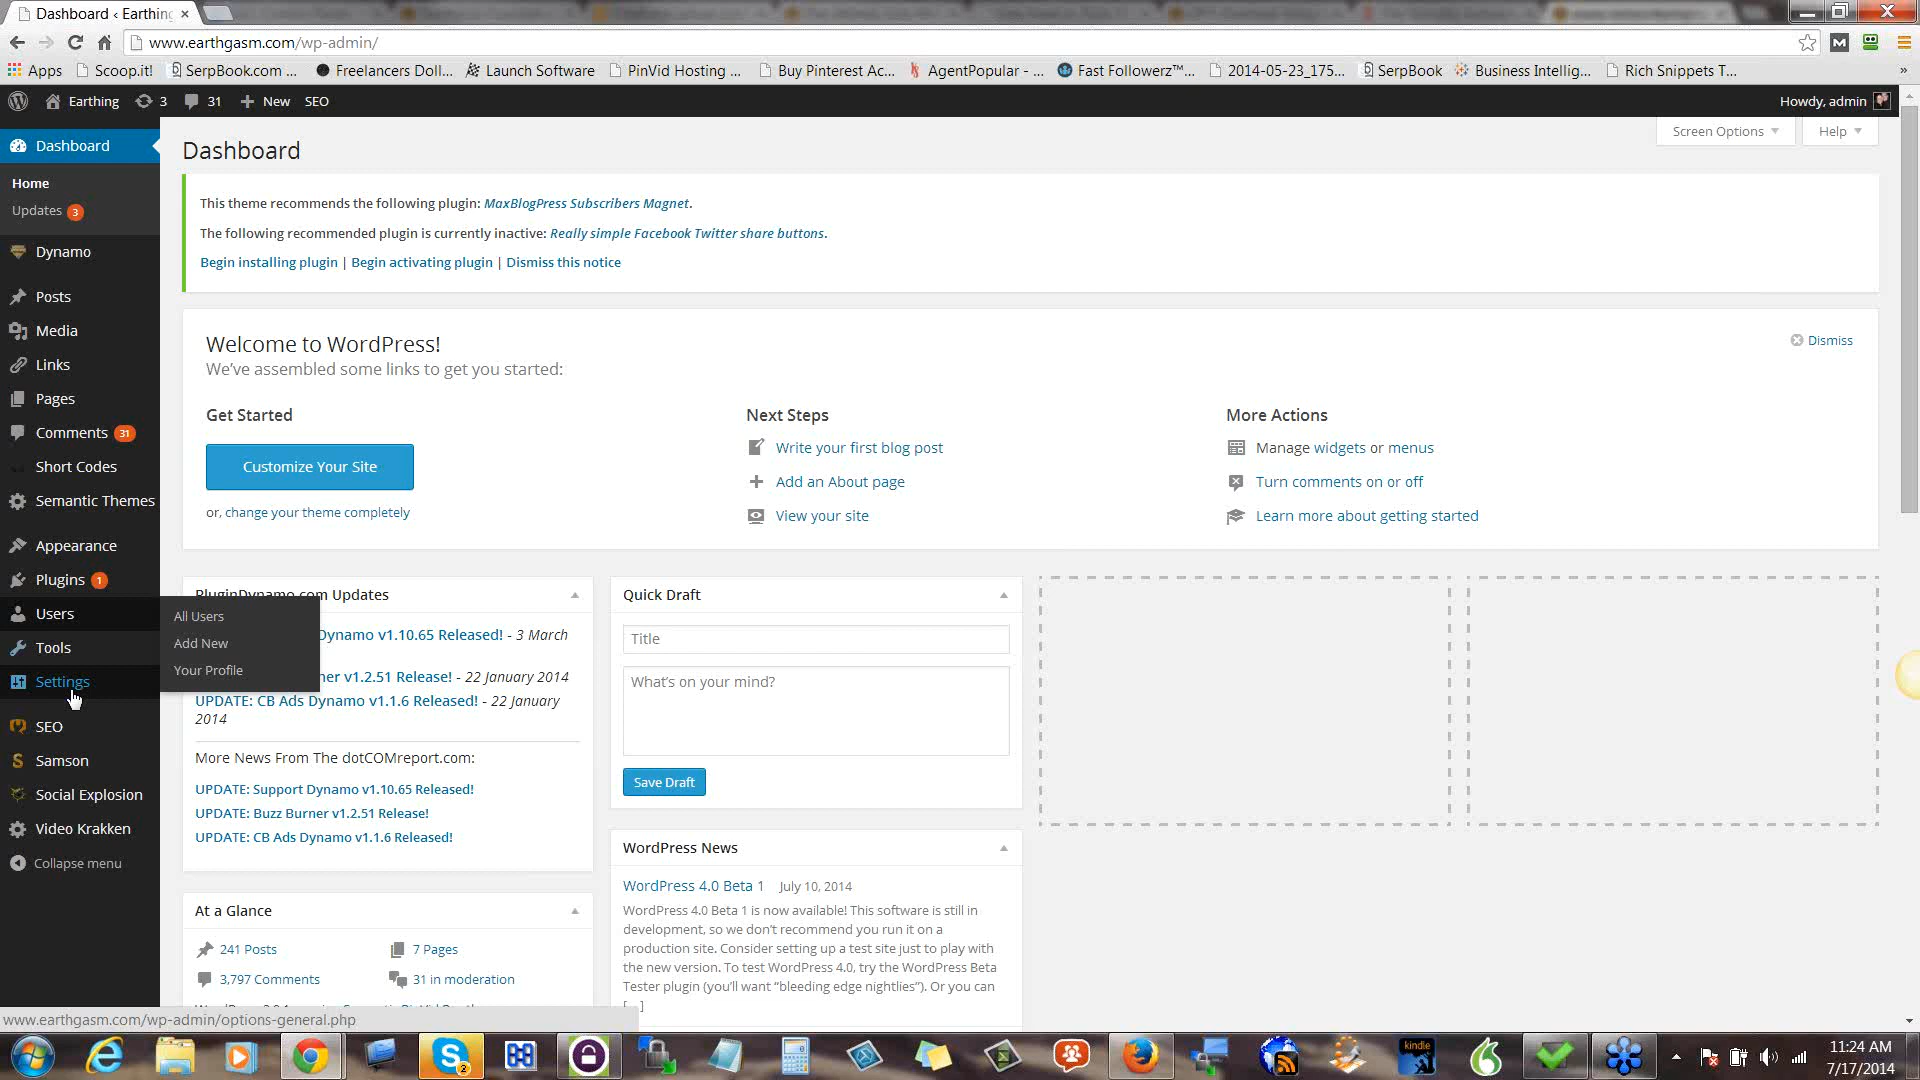 Dashboard ‹ Earthing
www.earthgasm.com/wp-admin/
Apps
Scoop.it!
SerpBook.com ...
Freelancers Doll...
Launch Software
PinVid Hosting ...
Buy Pinterest Ac...
AgentPopular - ...
Fast Followerz™...
2014-05-23_175...
SerpBook
Business Intellig...
Rich Snippets T...
»
Earthing
3
31
New
SEO
Howdy, admin
Dashboard
Home
Updates 3
Dynamo
Posts
Media
Links
Pages
Comments 31
Short Codes
Semantic Themes
Appearance
Plugins 1
Users
Tools
Settings
SEO
Samson
Social Explosion
Video Krakken
Collapse menu
All Users
Add New
Your Profile
Screen Options
Help
Dashboard
This theme recommends the following plugin: MaxBlogPress Subscribers Magnet.
The following recommended plugin is currently inactive: Really simple Facebook Twitter share buttons.
Begin installing plugin | Begin activating plugin | Dismiss this notice
Welcome to WordPress!
Dismiss
We've assembled some links to get you started:
Get Started
Customize Your Site
or, change your theme completely
Next Steps
Write your first blog post
Add an About page
View your site
More Actions
Manage widgets or menus
Turn comments on or off
Learn more about getting started
PluginDynamo.com Updates
Dynamo v1.10.65 Released! - 3 March
ner v1.2.51 Release! - 22 January 2014
UPDATE: CB Ads Dynamo v1.1.6 Released! - 22 January
2014
More News From The dotCOMreport.com:
UPDATE: Support Dynamo v1.10.65 Released!
UPDATE: Buzz Burner v1.2.51 Release!
UPDATE: CB Ads Dynamo v1.1.6 Released!
At a Glance
241 Posts
7 Pages
3,797 Comments
31 in moderation
Quick Draft
Title
What's on your mind?
Save Draft
WordPress News
WordPress 4.0 Beta 1 July 10, 2014
WordPress 4.0 Beta 1 is now available! This software is still in
development, so we don't recommend you run it on a
production site. Consider setting up a test site just to play with
the new version. To test WordPress 4.0, try the WordPress Beta
Tester plugin (you'll want "bleeding edge nightlies"). Or you can
[...]
www.earthgasm.com/wp-admin/options-general.php
2
kindle
11:24 AM
7/17/2014